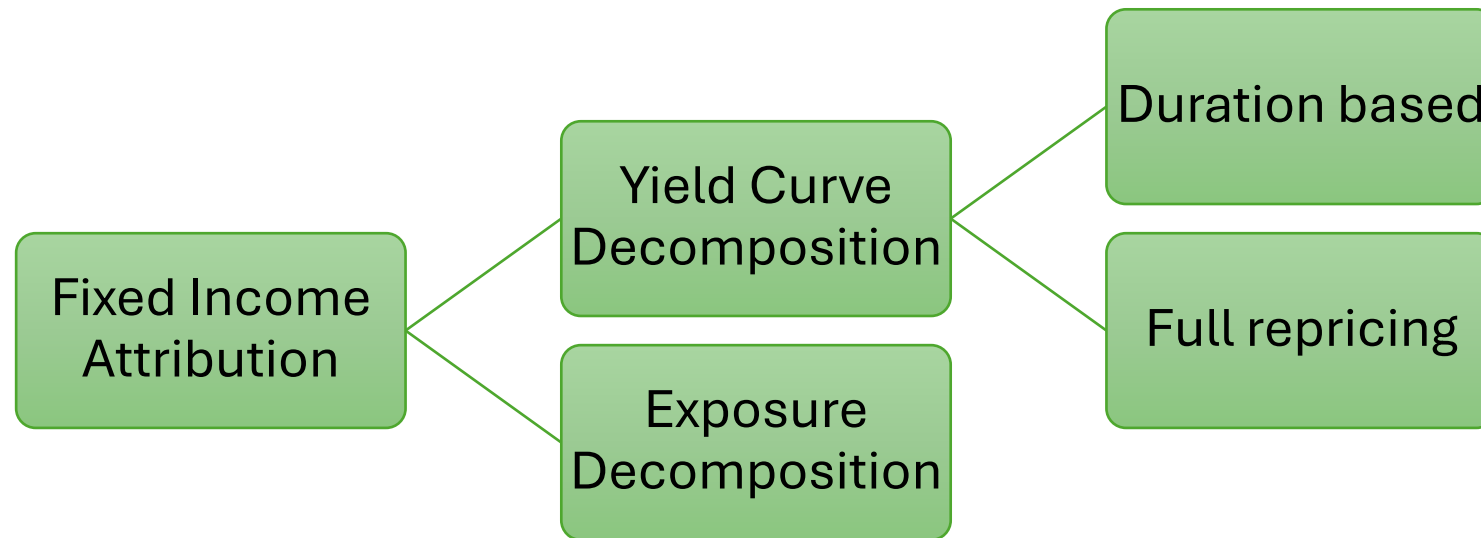 Fixed Income
Attribution
Yield Curve
Decomposition
Exposure
Decomposition
Duration based
Full repricing